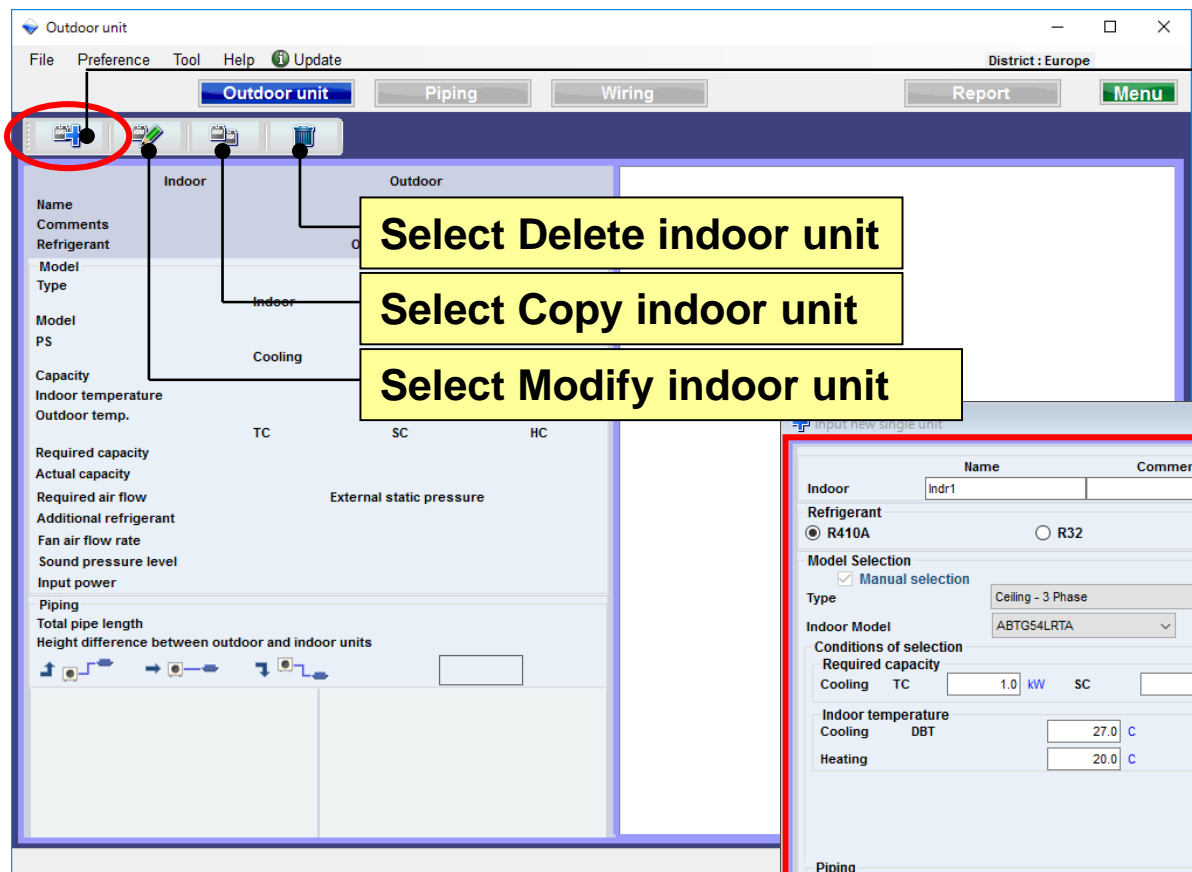 Outdoor unit
File Preference Tool Help Update District : Europe
Outdoor unit Piping Wiring Report Menu
Indoor Outdoor
Name
Comments
Refrigerant
Select Delete indoor unit
Model
Type
Indoor
Select Copy indoor unit
Model
PS
Cooling
Select Modify indoor unit
Capacity
Indoor temperature
Outdoor temp.
TC SC HC
Required capacity
Actual capacity
Required air flow External static pressure
Additional refrigerant
Fan air flow rate
Sound pressure level
Input power
Piping
Total pipe length
Height difference between outdoor and indoor units
Input new single unit
Name
Indoor Indr1
Refrigerant
R410A R32
Model Selection
Manual selection
Type Ceiling - 3 Phase
Indoor Model ABTG54LRTA
Conditions of selection
Required capacity
Cooling TC 1.0 kW SC
Indoor temperature
Cooling DBT 27.0 C
Heating 20.0 C
Piping